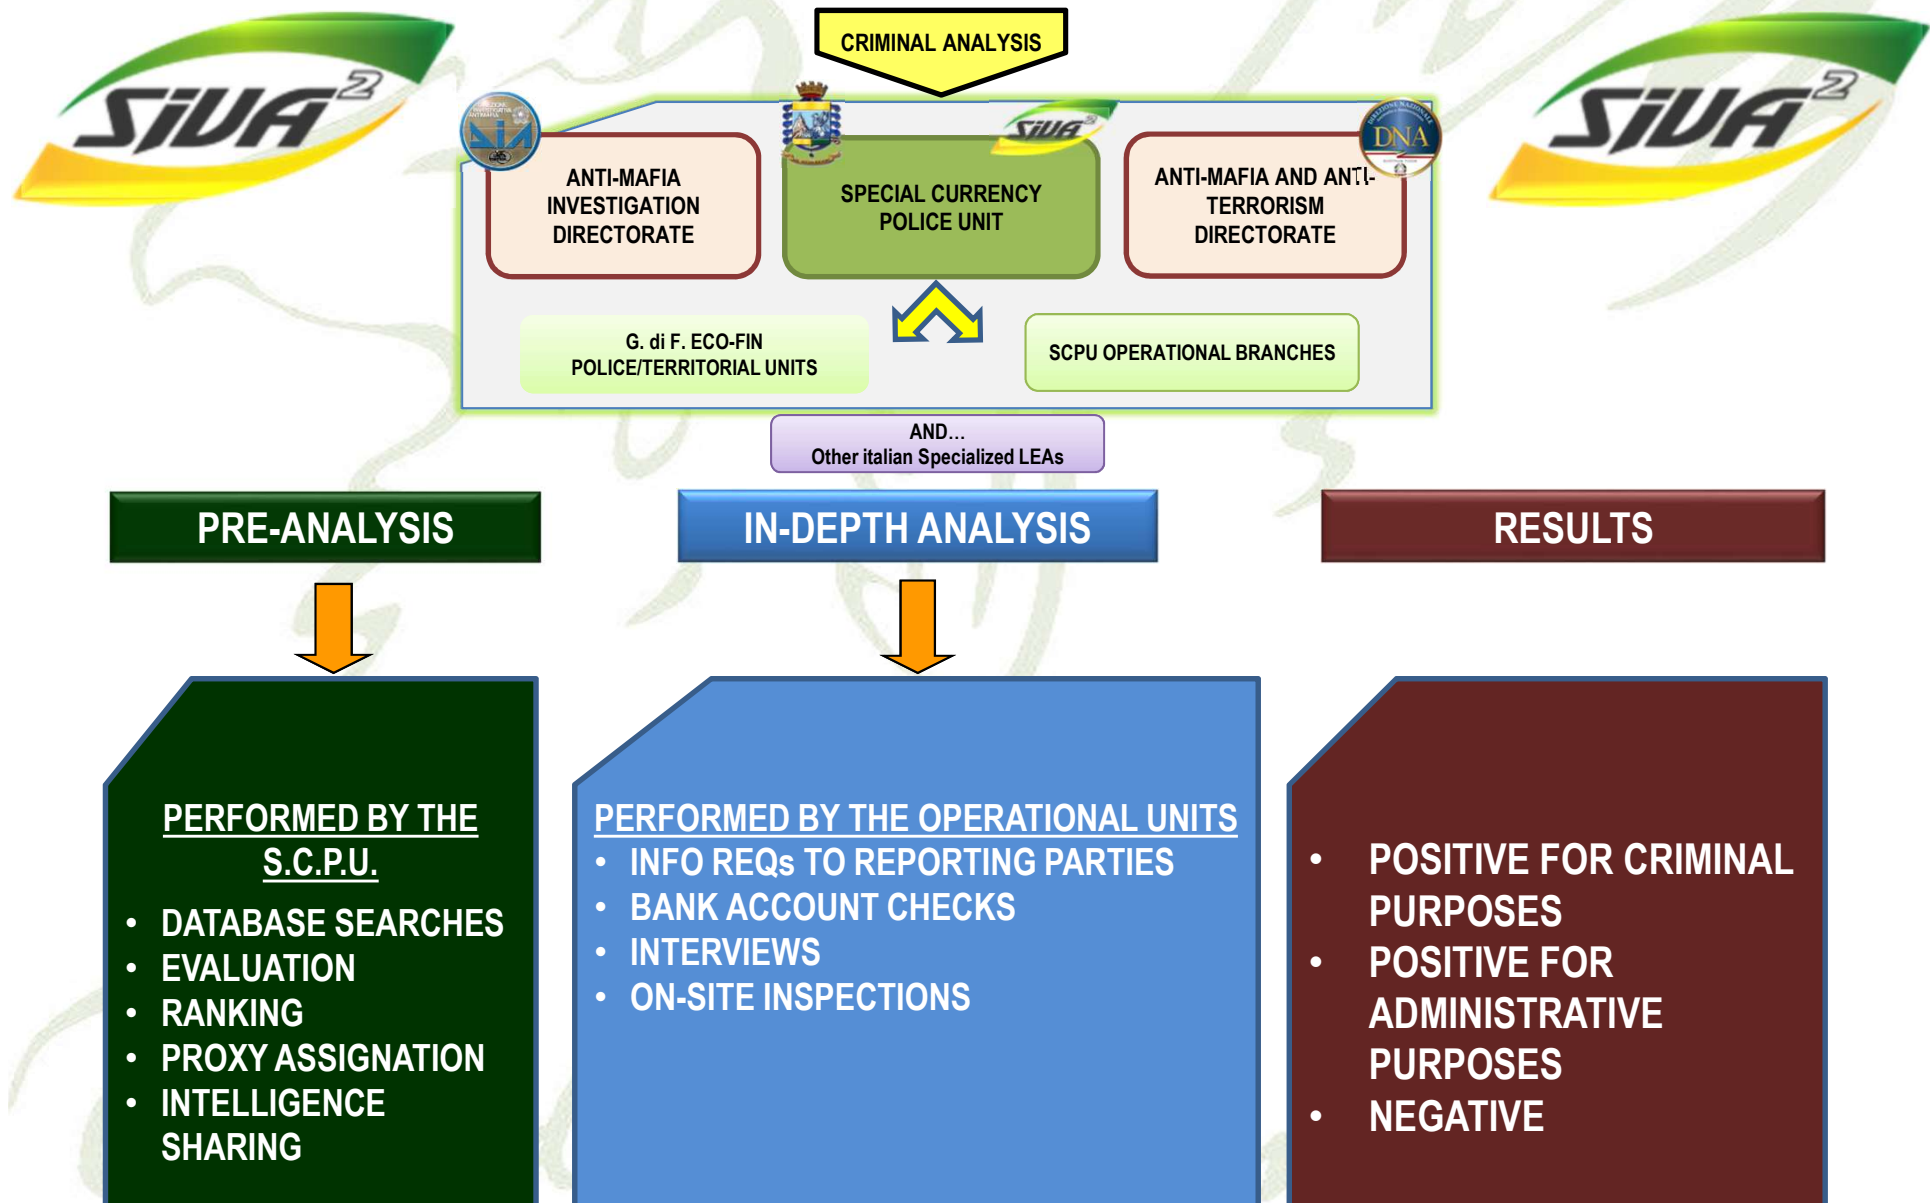 CRIMINAL ANALYSIS
SiVA²
SiVA²
SiVA²
DIA
DNA
ANTI-MAFIA
INVESTIGATION
DIRECTORATE
SPECIAL CURRENCY
POLICE UNIT
ANTI-MAFIA AND ANTI-
TERRORISM
DIRECTORATE
G. di F. ECO-FIN
POLICE/TERRITORIAL UNITS
SCPU OPERATIONAL BRANCHES
AND…
Other italian Specialized LEAs
PRE-ANALYSIS
IN-DEPTH ANALYSIS
RESULTS
PERFORMED BY THE
S.C.P.U.
• DATABASE SEARCHES
• EVALUATION
• RANKING
• PROXY ASSIGNATION
• INTELLIGENCE
SHARING
PERFORMED BY THE OPERATIONAL UNITS
• INFO REQs TO REPORTING PARTIES
• BANK ACCOUNT CHECKS
• INTERVIEWS
• ON-SITE INSPECTIONS
• POSITIVE FOR CRIMINAL
PURPOSES
• POSITIVE FOR
ADMINISTRATIVE
PURPOSES
• NEGATIVE